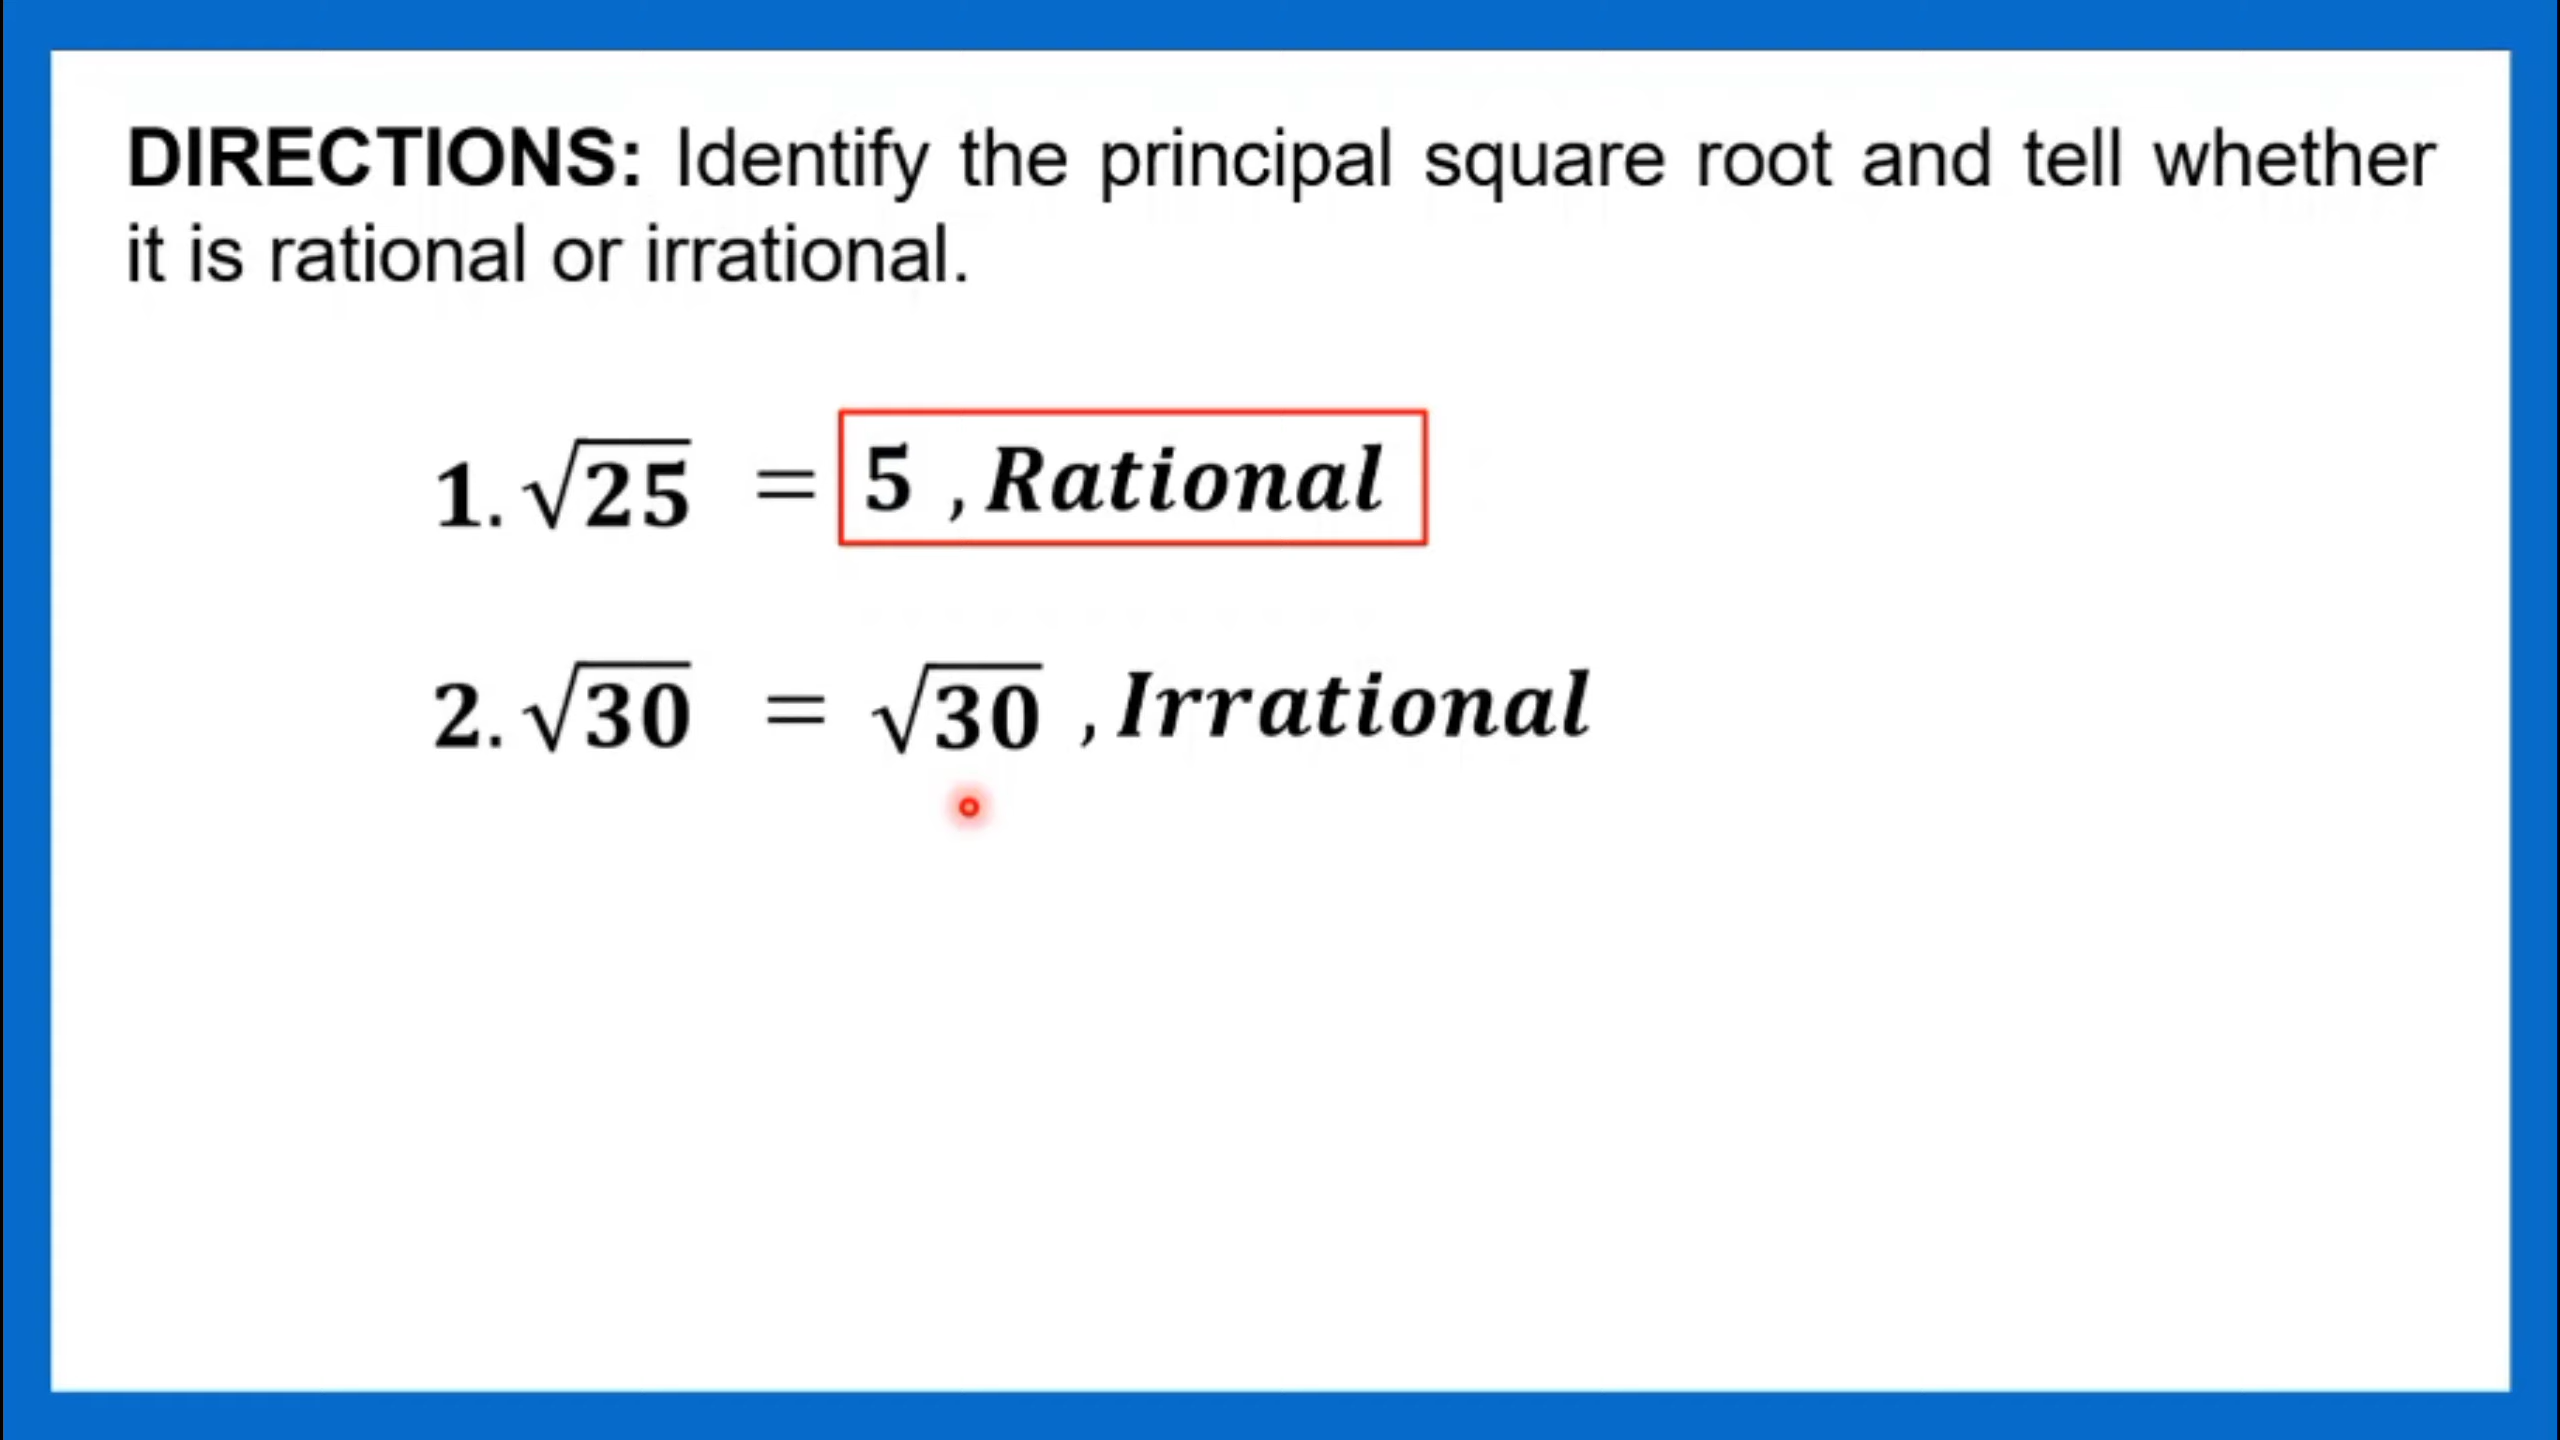 DIRECTIONS: Identify the principal square root and tell whether
it is rational or irrational.
1. √25 = 5 , Rational
2. √30 = √30 , Irrational